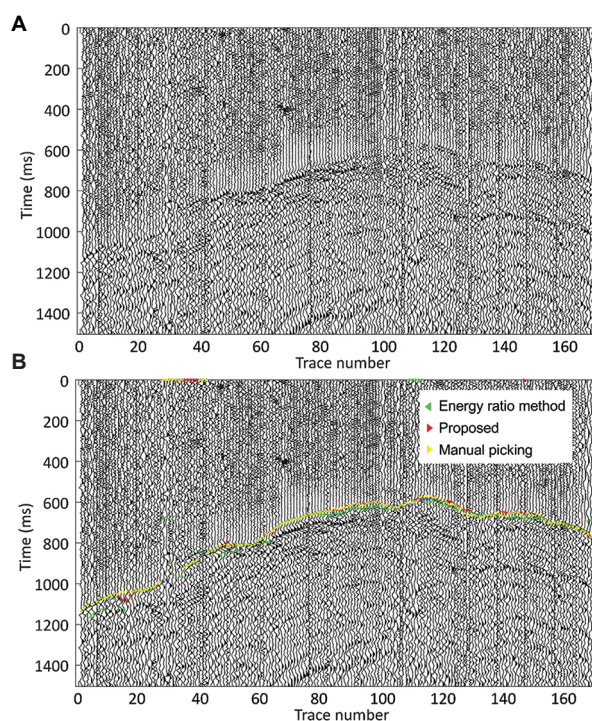 A
0
200
400
600
800
1000
1200
1400
Time (ms)
0 20 40 60 80 100 120 140 160
Trace number
B
0
200
400
600
800
1000
1200
1400
Time (ms)
Energy ratio method
Proposed
Manual picking
0 20 40 60 80 100 120 140 160
Trace number